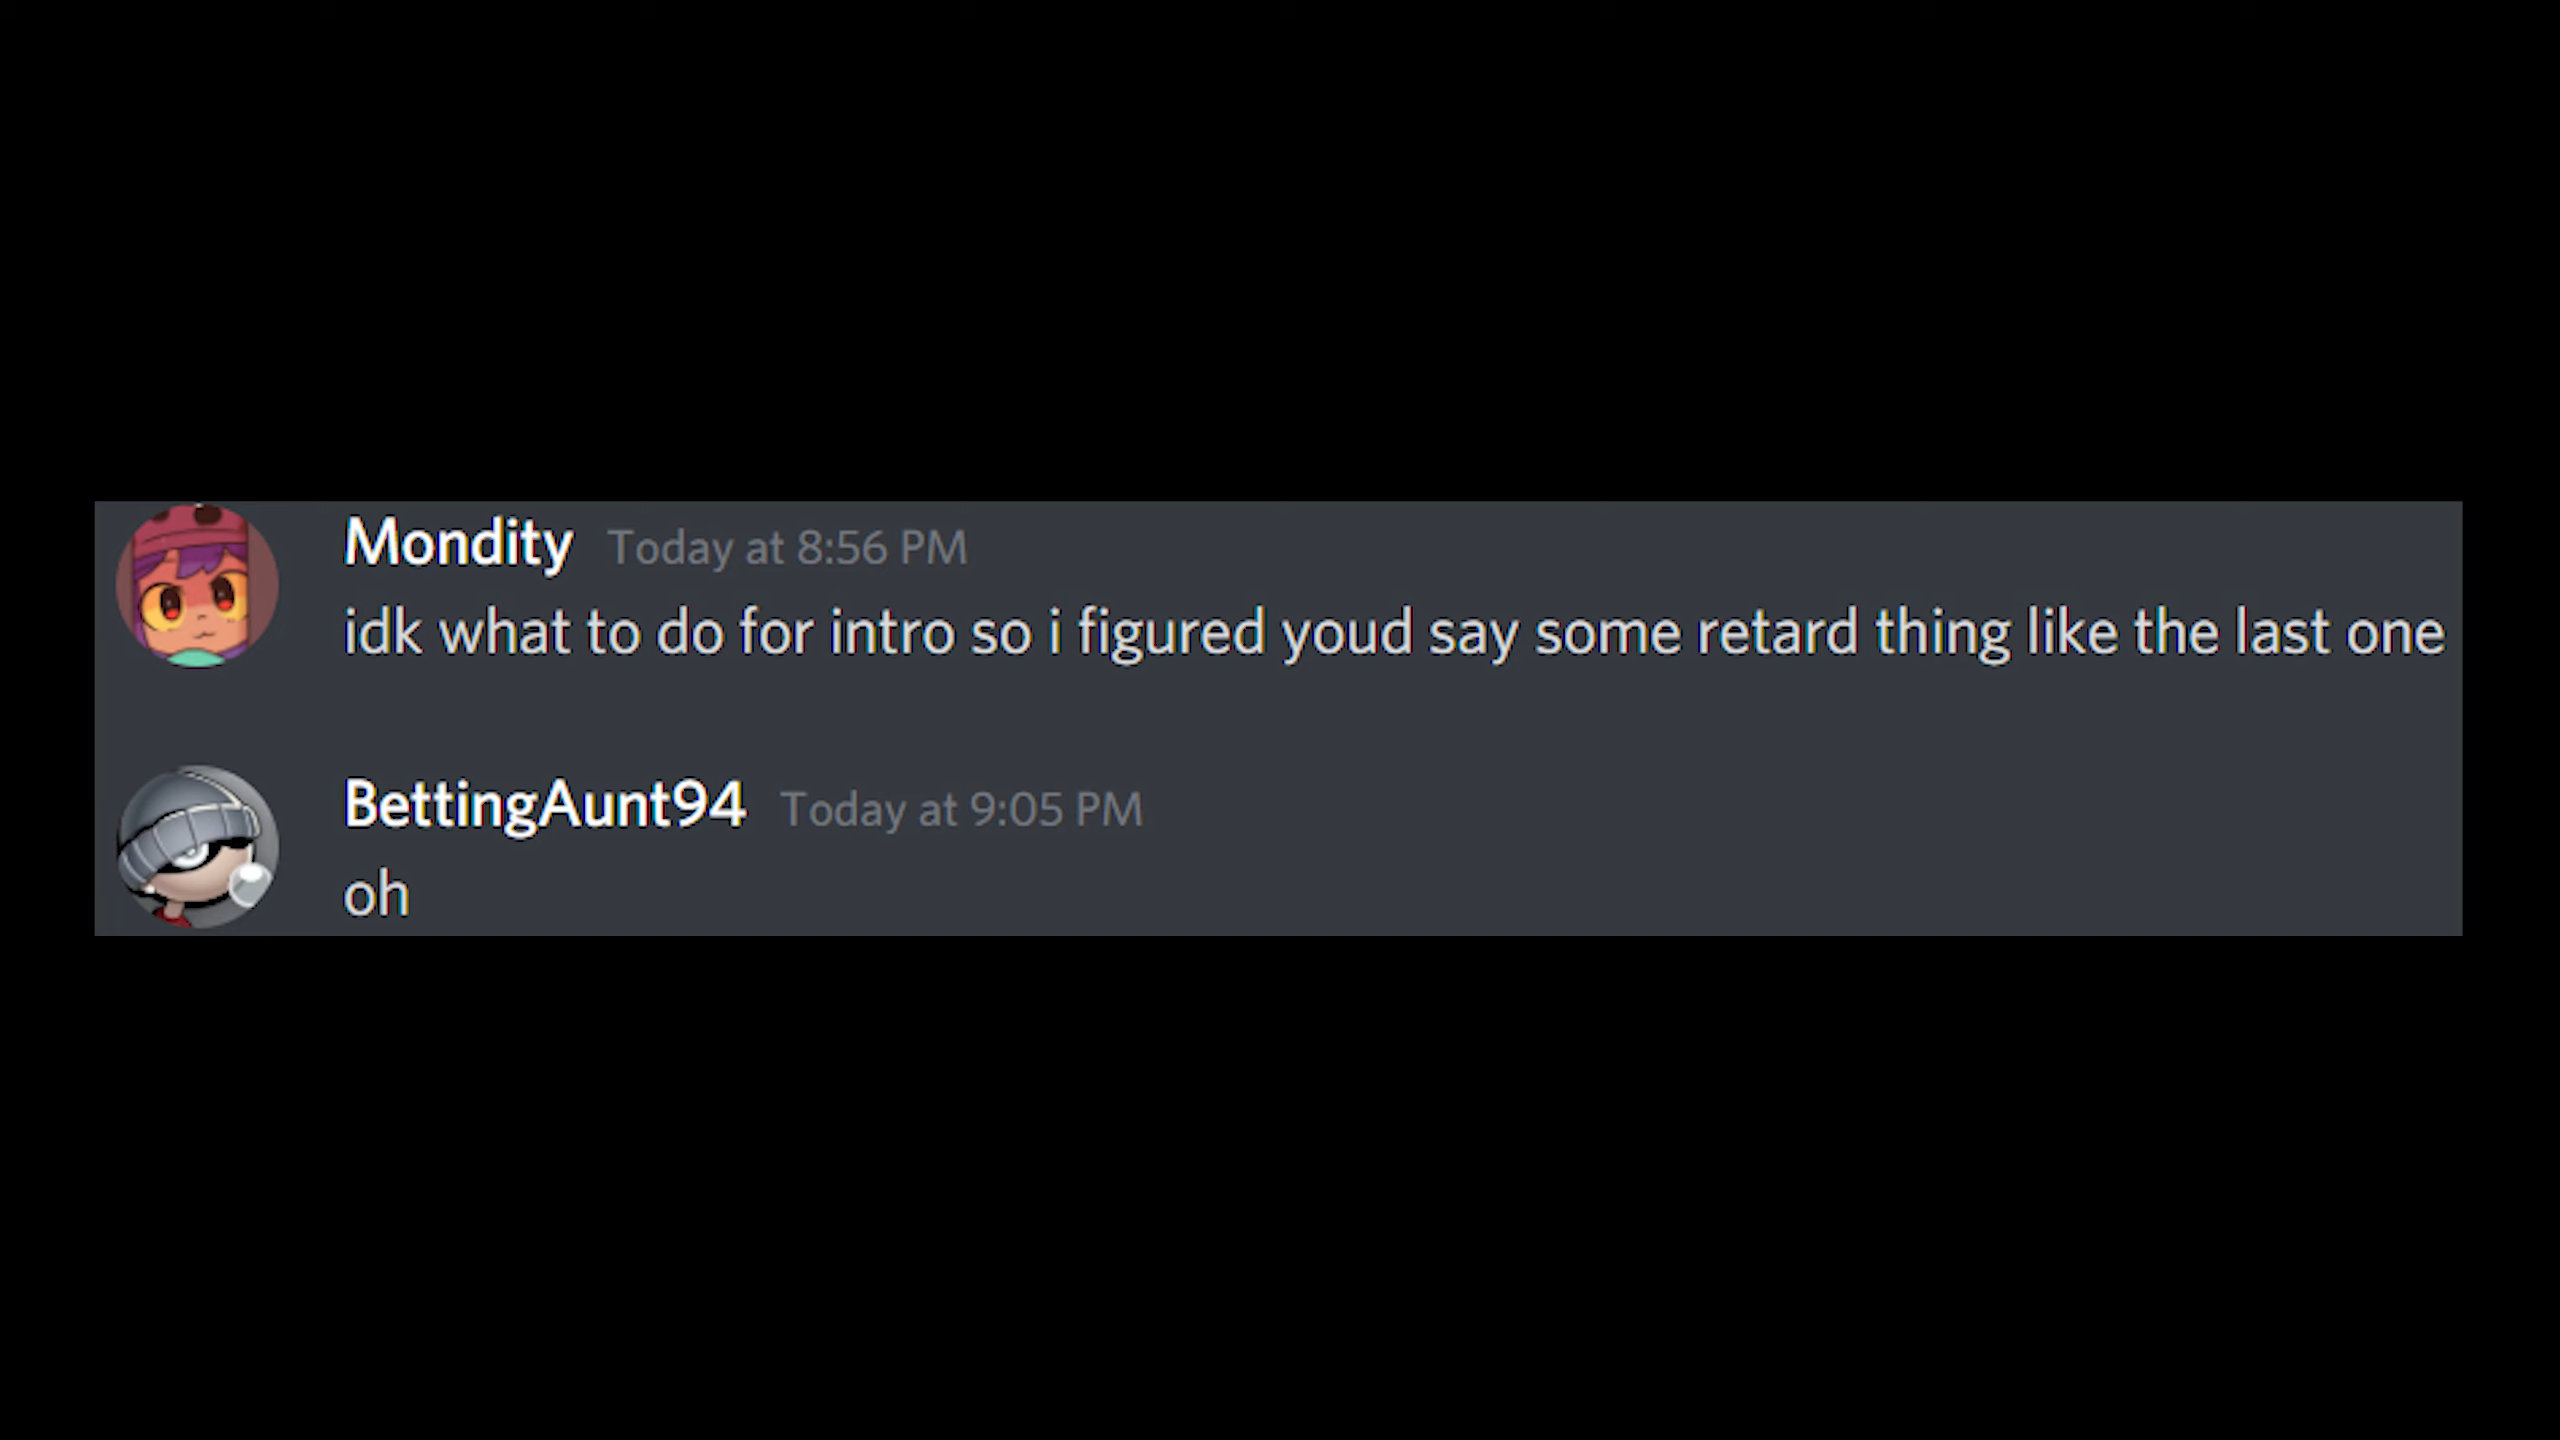 Mondity Today at 8:56 PM
idk what to do for intro so i figured youd say some retard thing like the last one
BettingAunt94 Today at 9:05 PM
oh